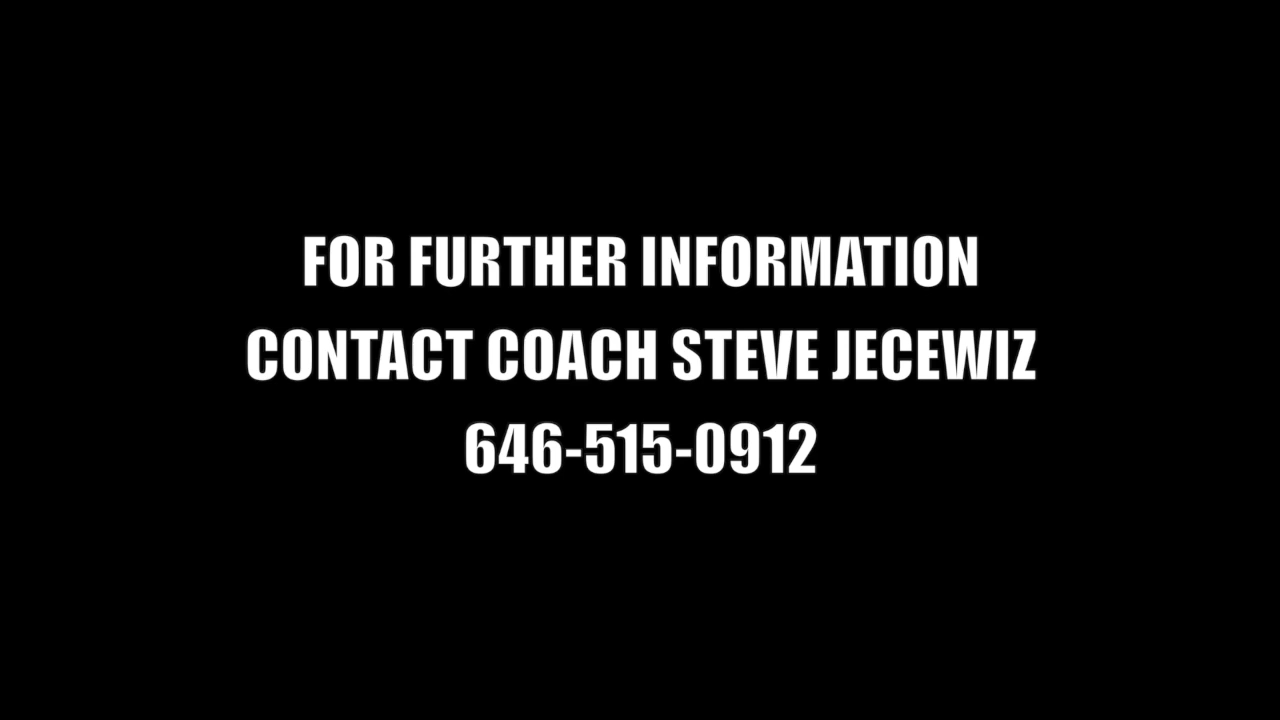 FOR FURTHER INFORMATION
CONTACT COACH STEVE JECEWIZ
646-515-0912